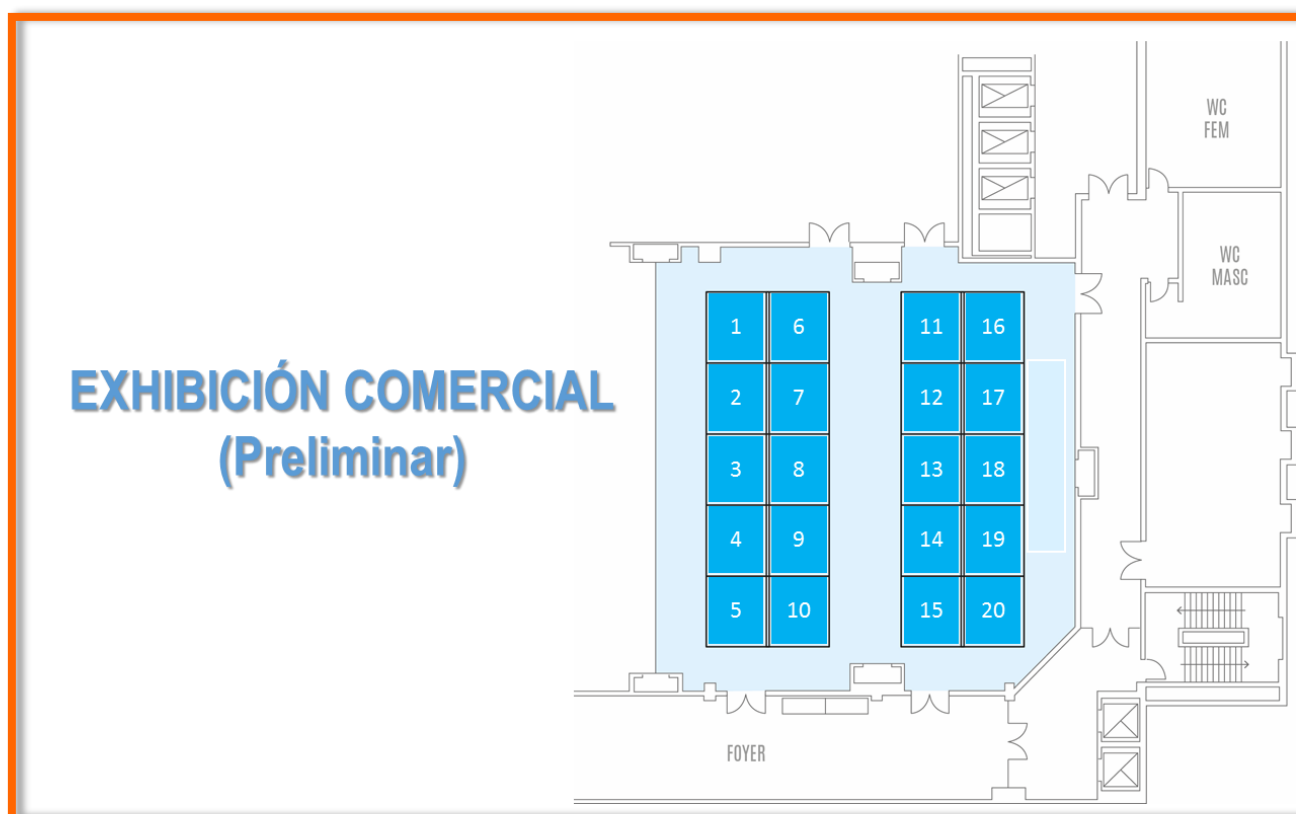 EXHIBICIÓN COMERCIAL
(Preliminar)
WC
FEM
WC
MASC
1 6 11 16
2 7 12 17
3 8 13 18
4 9 14 19
5 10 15 20
FOYER